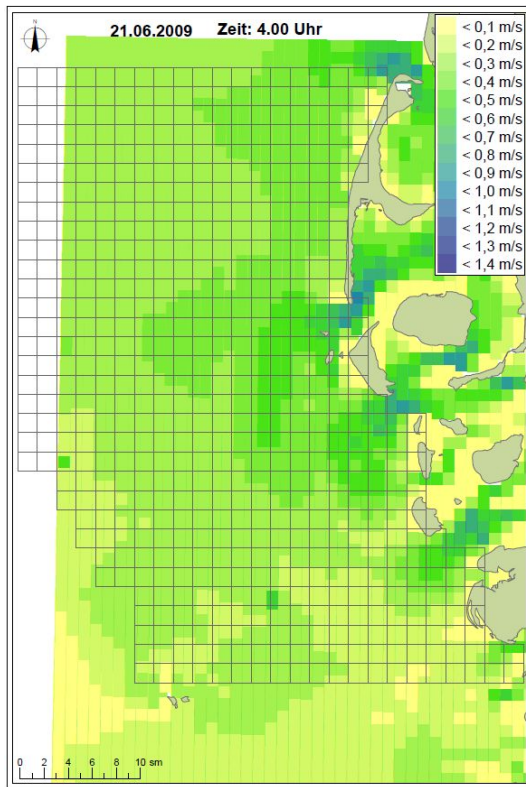 N
21.06.2009 Zeit: 4.00 Uhr
< 0,1 m/s
< 0,2 m/s
< 0,3 m/s
< 0,4 m/s
< 0,5 m/s
< 0,6 m/s
< 0,7 m/s
< 0,8 m/s
< 0,9 m/s
< 1,0 m/s
< 1,1 m/s
< 1,2 m/s
< 1,3 m/s
< 1,4 m/s
0 2 4 6 8 10 sm